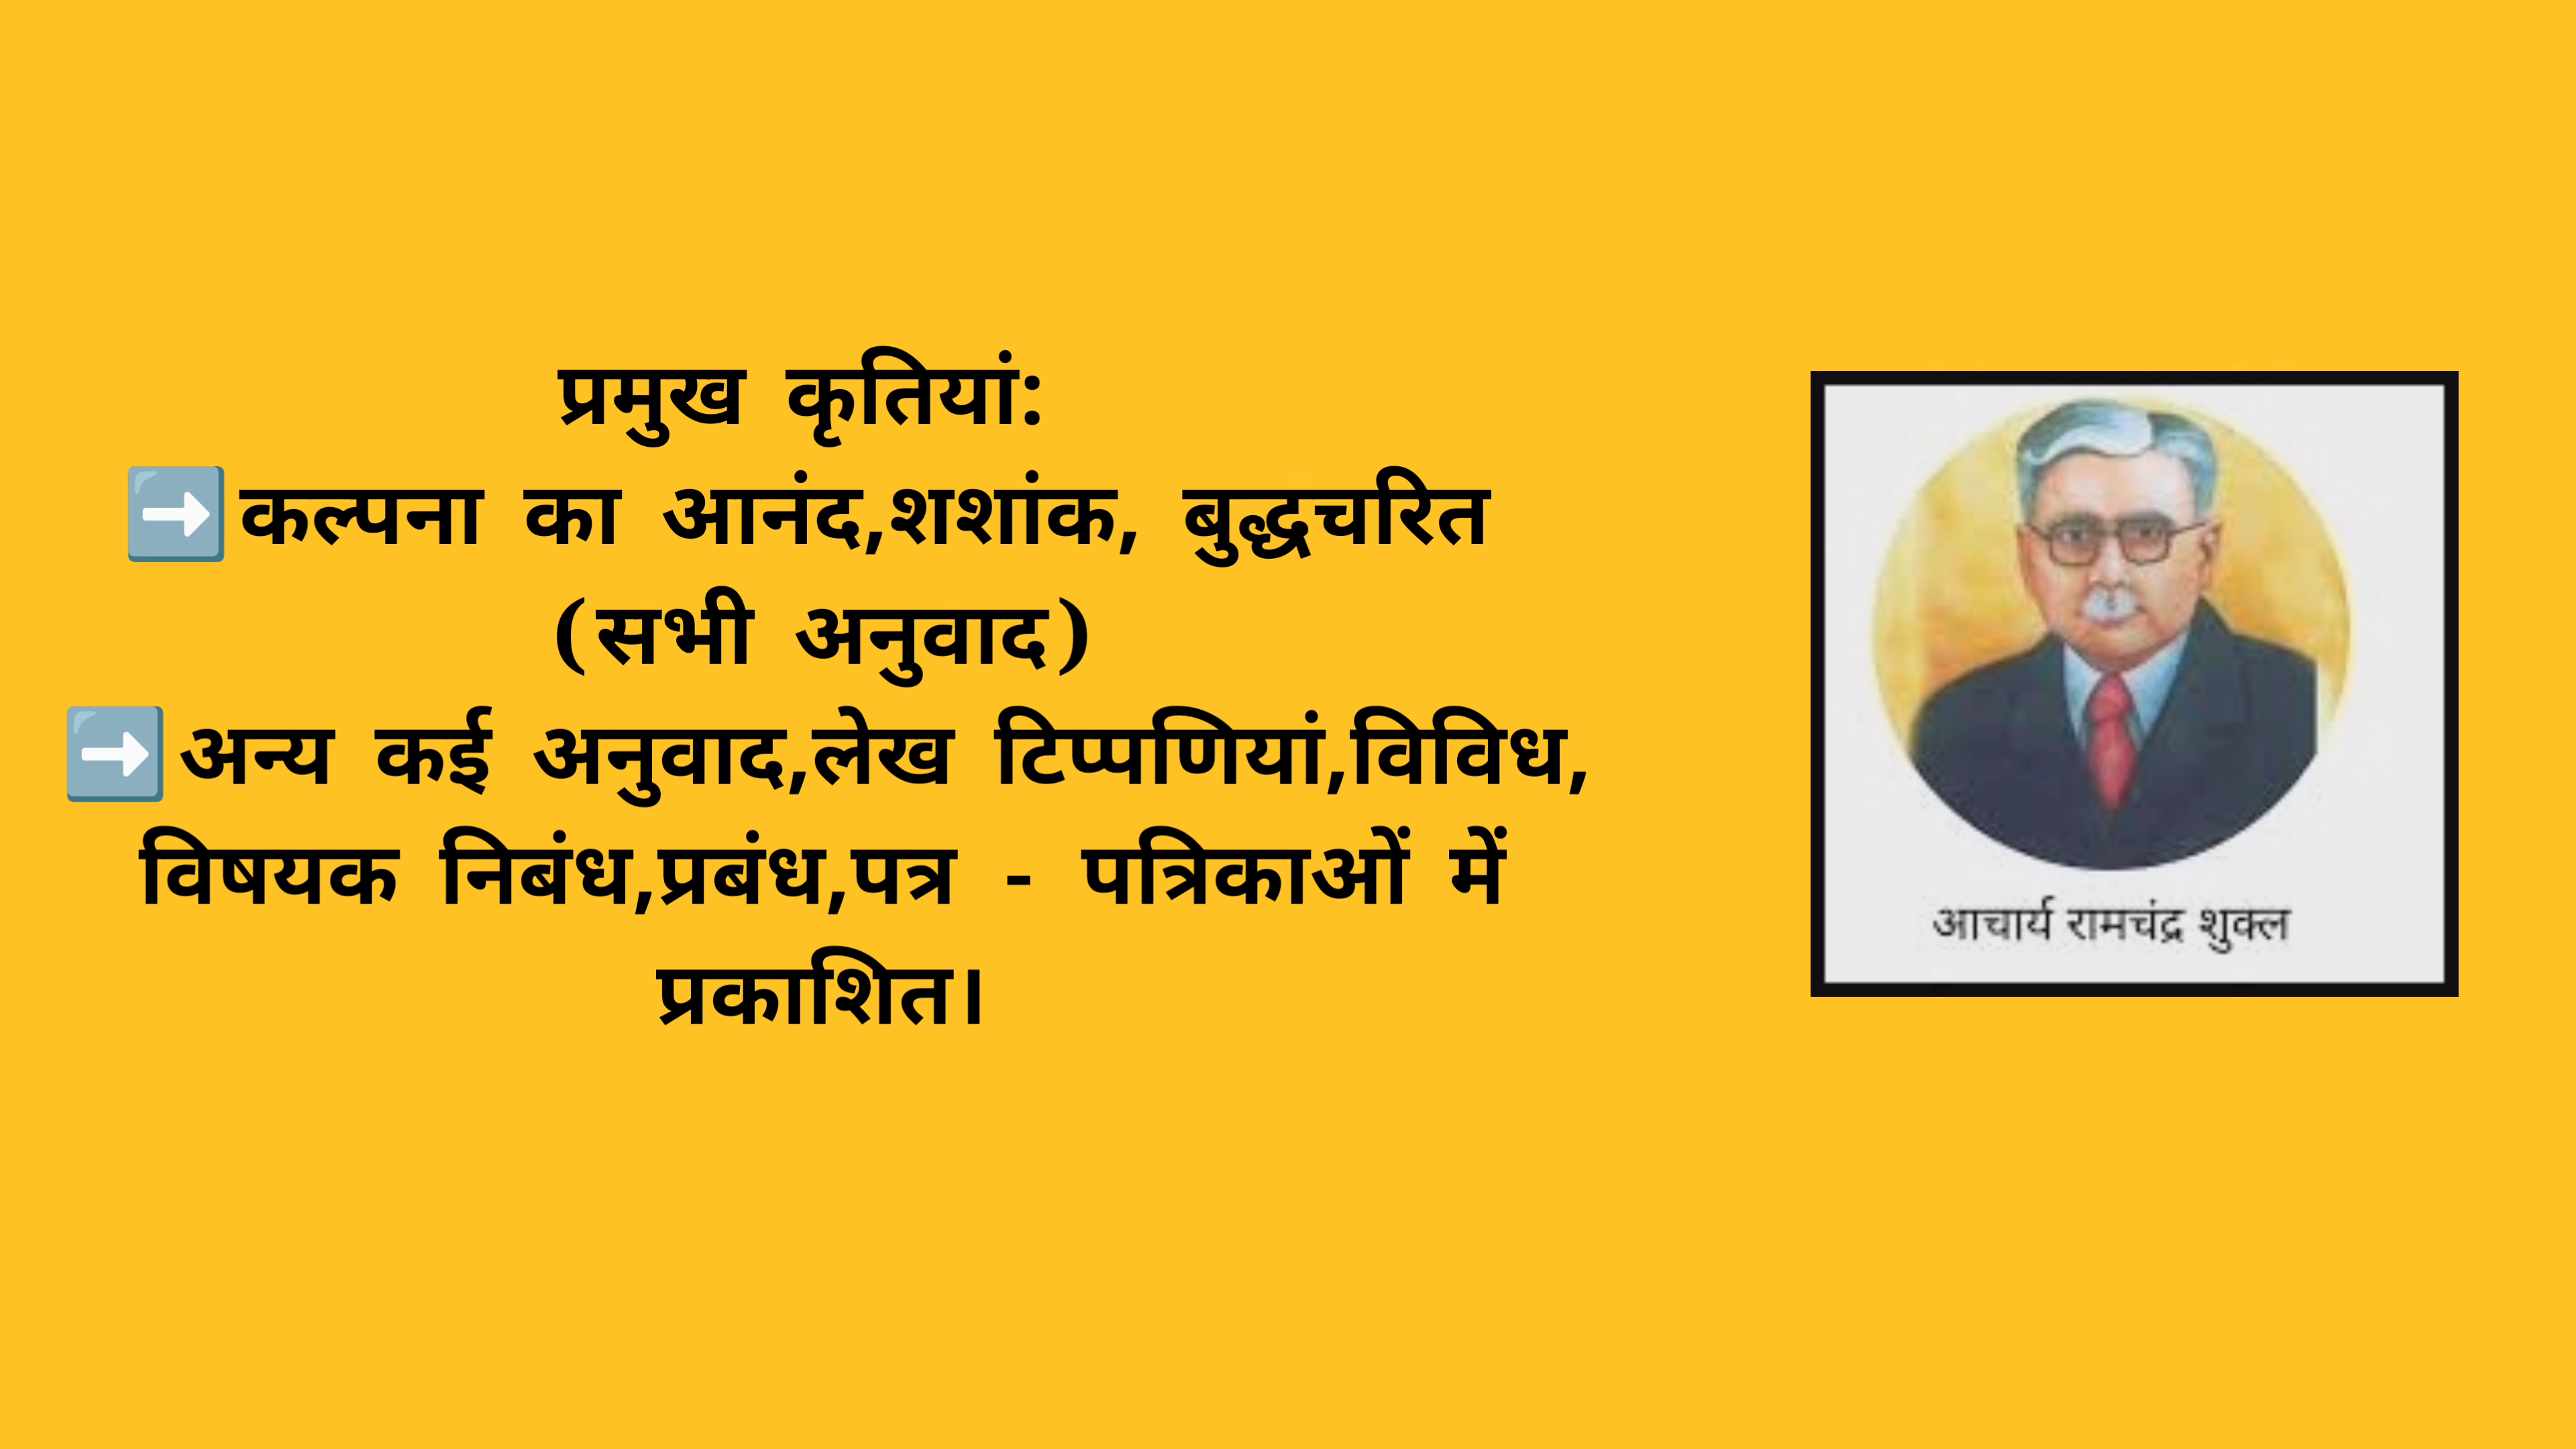 प्रमुख कृतियां:
➡️कल्पना का आनंद,शशांक, बुद्धचरित
(सभी अनुवाद)
➡️अन्य कई अनुवाद,लेख टिप्पणियां,विविध,
विषयक निबंध,प्रबंध,पत्र - पत्रिकाओं में
प्रकाशित।
आचार्य रामचंद्र शुक्ल